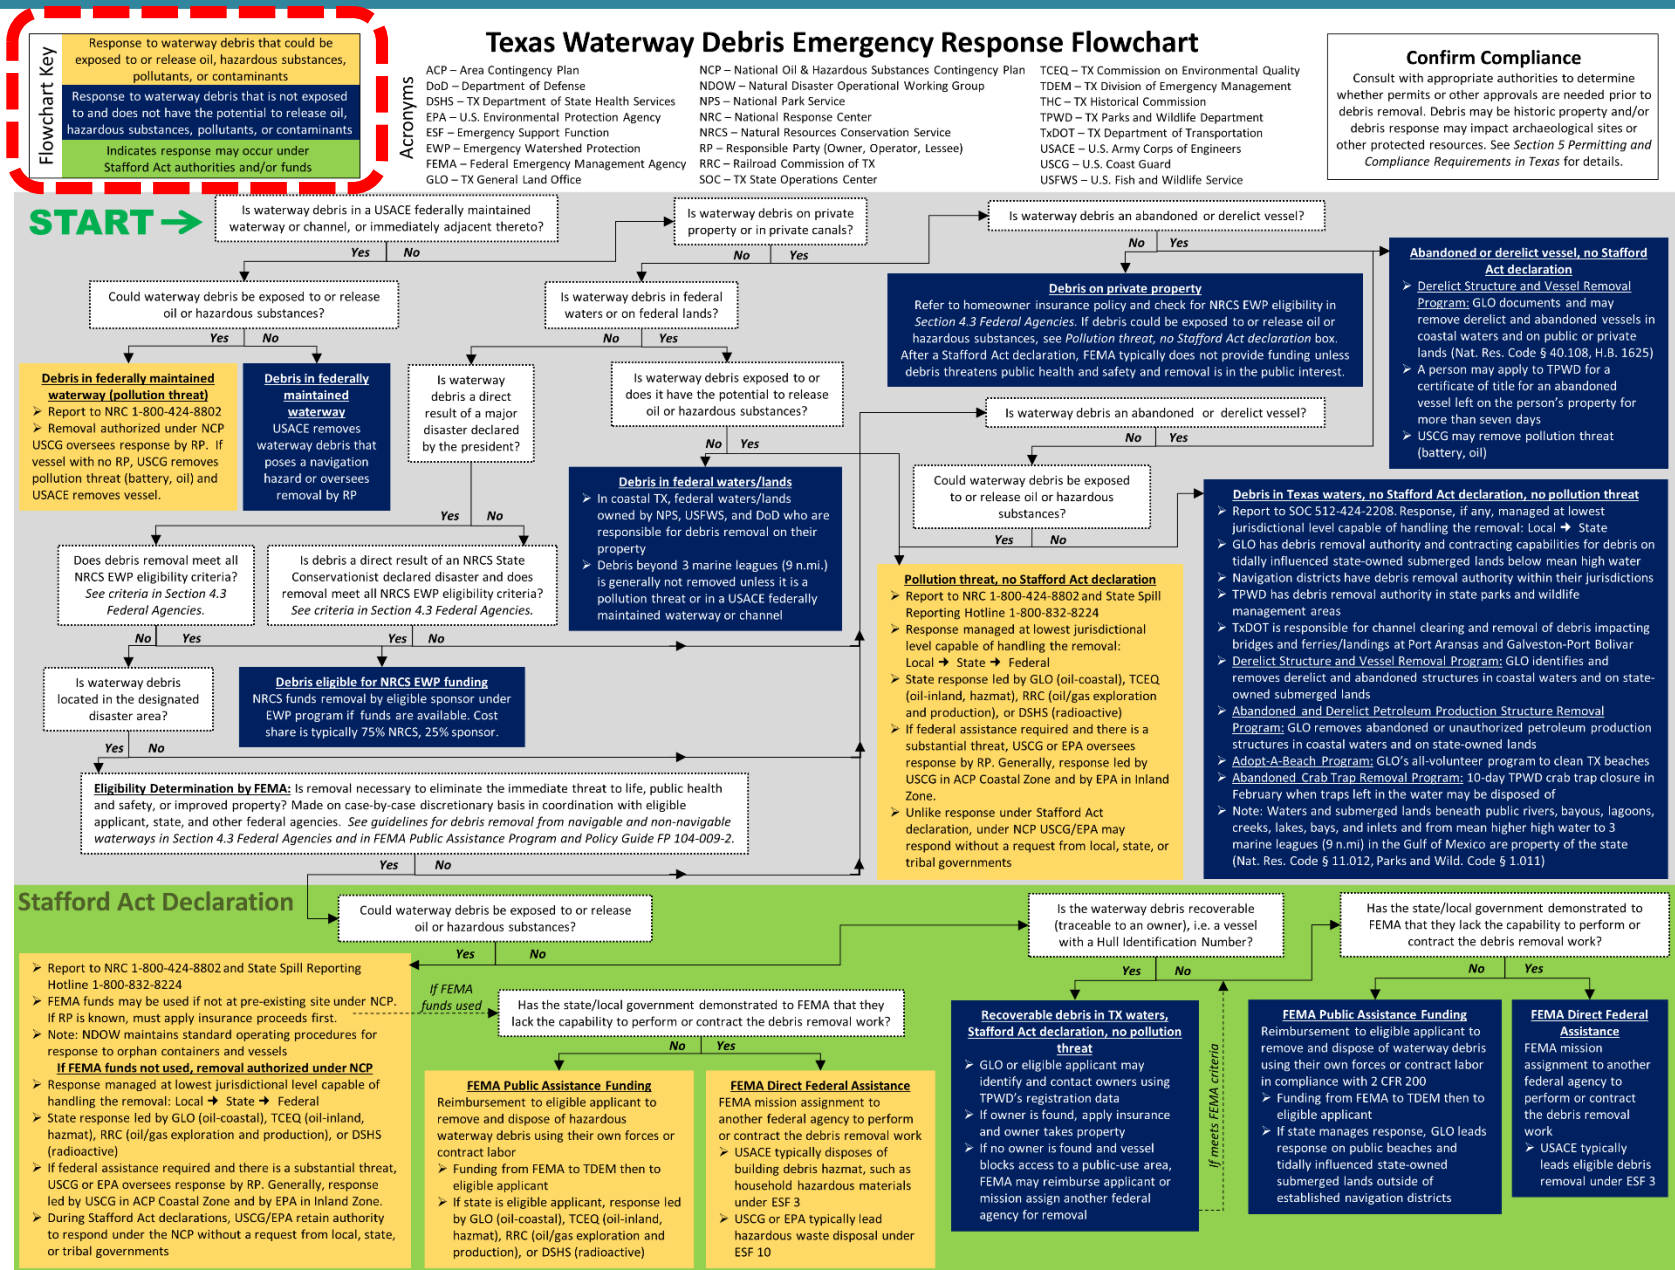 Flowchart Key
Response to waterway debris that could be
exposed to or release oil, hazardous substances,
pollutants, or contaminants
Response to waterway debris that is not exposed
to and does not have the potential to release oil,
hazardous substances, pollutants, or contaminants
Indicates response may occur under
Stafford Act authorities and/or funds
Texas Waterway Debris Emergency Response Flowchart
Acronyms
ACP – Area Contingency Plan
DoD – Department of Defense
DSHS – TX Department of State Health Services
EPA – U.S. Environmental Protection Agency
ESF – Emergency Support Function
EWP – Emergency Watershed Protection
FEMA – Federal Emergency Management Agency
GLO – TX General Land Office
NCP – National Oil & Hazardous Substances Contingency Plan
NDOW – Natural Disaster Operational Working Group
NPS – National Park Service
NRC – National Response Center
NRCS – Natural Resources Conservation Service
RP – Responsible Party (Owner, Operator, Lessee)
RRC – Railroad Commission of TX
SOC – TX State Operations Center
TCEQ – TX Commission on Environmental Quality
TDEM – TX Division of Emergency Management
THC – TX Historical Commission
TPWD – TX Parks and Wildlife Department
TxDOT – TX Department of Transportation
USACE – U.S. Army Corps of Engineers
USCG – U.S. Coast Guard
USFWS – U.S. Fish and Wildlife Service
Confirm Compliance
Consult with appropriate authorities to determine
whether permits or other approvals are needed prior to
debris removal. Debris may be historic property and/or
debris response may impact archaeological sites or
other protected resources. See Section 5 Permitting and
Compliance Requirements in Texas for details.
START →
Is waterway debris in a USACE federally maintained
waterway or channel, or immediately adjacent thereto?
Yes No
Is waterway debris on private
property or in private canals?
No Yes
Is waterway debris an abandoned or derelict vessel?
No Yes
Could waterway debris be exposed to or release
oil or hazardous substances?
Yes No
Is waterway debris in federal
waters or on federal lands?
No Yes
Debris on private property
Refer to homeowner insurance policy and check for NRCS EWP eligibility in
Section 4.3 Federal Agencies. If debris could be exposed to or release oil or
hazardous substances, see Pollution threat, no Stafford Act declaration box.
After a Stafford Act declaration, FEMA typically does not provide funding unless
debris threatens public health and safety and removal is in the public interest.
Abandoned or derelict vessel, no Stafford
Act declaration
➢ Derelict Structure and Vessel Removal
Program: GLO documents and may
remove derelict and abandoned vessels in
coastal waters and on public or private
lands (Nat. Res. Code § 40.108, H.B. 1625)
➢ A person may apply to TPWD for a
certificate of title for an abandoned
vessel left on the person's property for
more than seven days
➢ USCG may remove pollution threat
(battery, oil)
Debris in federally maintained
waterway (pollution threat)
➢ Report to NRC 1-800-424-8802
➢ Removal authorized under NCP
USCG oversees response by RP. If
vessel with no RP, USCG removes
pollution threat (battery, oil) and
USACE removes vessel.
Debris in federally
maintained
waterway
USACE removes
waterway debris that
poses a navigation
hazard or oversees
removal by RP
Is waterway
debris a direct
result of a major
disaster declared
by the president?
Yes No
Is waterway debris exposed to or
does it have the potential to release
oil or hazardous substances?
No Yes
Is waterway debris an abandoned or derelict vessel?
No Yes
Debris in federal waters/lands
➢ In coastal TX, federal waters/lands
owned by NPS, USFWS, and DoD who are
responsible for debris removal on their
property
➢ Debris beyond 3 marine leagues (9 n.mi.)
is generally not removed unless it is a
pollution threat or in a USACE federally
maintained waterway or channel
Could waterway debris be exposed
to or release oil or hazardous
substances?
Yes No
Debris in Texas waters, no Stafford Act declaration, no pollution threat
➢ Report to SOC 512-424-2208. Response, if any, managed at lowest
jurisdictional level capable of handling the removal: Local → State
➢ GLO has debris removal authority and contracting capabilities for debris on
tidally influenced state-owned submerged lands below mean high water
➢ Navigation districts have debris removal authority within their jurisdictions
➢ TPWD has debris removal authority in state parks and wildlife
management areas
➢ TxDOT is responsible for channel clearing and removal of debris impacting
bridges and ferries/landings at Port Aransas and Galveston-Port Bolivar
➢ Derelict Structure and Vessel Removal Program: GLO identifies and
removes derelict and abandoned structures in coastal waters and on state-
owned submerged lands
➢ Abandoned and Derelict Petroleum Production Structure Removal
Program: GLO removes abandoned or unauthorized petroleum production
structures in coastal waters and on state-owned lands
➢ Adopt-A-Beach Program: GLO's all-volunteer program to clean TX beaches
➢ Abandoned Crab Trap Removal Program: 10-day TPWD crab trap closure in
February when traps left in the water may be disposed of
➢ Note: Waters and submerged lands beneath public rivers, bayous, lagoons,
creeks, lakes, bays, and inlets and from mean higher high water to 3
marine leagues (9 n.mi) in the Gulf of Mexico are property of the state
(Nat. Res. Code § 11.012, Parks and Wild. Code § 1.011)
Does debris removal meet all
NRCS EWP eligibility criteria?
See criteria in Section 4.3
Federal Agencies.
No Yes
Is debris a direct result of an NRCS State
Conservationist declared disaster and does
removal meet all NRCS EWP eligibility criteria?
See criteria in Section 4.3 Federal Agencies.
Yes No
Pollution threat, no Stafford Act declaration
➢ Report to NRC 1-800-424-8802 and State Spill
Reporting Hotline 1-800-832-8224
➢ Response managed at lowest jurisdictional
level capable of handling the removal:
Local → State → Federal
➢ State response led by GLO (oil-coastal), TCEQ
(oil-inland, hazmat), RRC (oil/gas exploration
and production), or DSHS (radioactive)
➢ If federal assistance required and there is a
substantial threat, USCG or EPA oversees
response by RP. Generally, response led by
USCG in ACP Coastal Zone and by EPA in Inland
Zone.
➢ Unlike response under Stafford Act
declaration, under NCP USCG/EPA may
respond without a request from local, state, or
tribal governments
Is waterway debris
located in the designated
disaster area?
Yes No
Debris eligible for NRCS EWP funding
NRCS funds removal by eligible sponsor under
EWP program if funds are available. Cost
share is typically 75% NRCS, 25% sponsor.
Eligibility Determination by FEMA: Is removal necessary to eliminate the immediate threat to life, public health
and safety, or improved property? Made on case-by-case discretionary basis in coordination with eligible
applicant, state, and other federal agencies. See guidelines for debris removal from navigable and non-navigable
waterways in Section 4.3 Federal Agencies and in FEMA Public Assistance Program and Policy Guide FP 104-009-2.
Yes No
Stafford Act Declaration
Could waterway debris be exposed to or release
oil or hazardous substances?
Yes No
Is the waterway debris recoverable
(traceable to an owner), i.e. a vessel
with a Hull Identification Number?
Yes No
Has the state/local government demonstrated to
FEMA that they lack the capability to perform or
contract the debris removal work?
No Yes
➢ Report to NRC 1-800-424-8802 and State Spill Reporting
Hotline 1-800-832-8224
➢ FEMA funds may be used if not at pre-existing site under NCP.
If RP is known, must apply insurance proceeds first.
➢ Note: NDOW maintains standard operating procedures for
response to orphan containers and vessels
If FEMA funds not used, removal authorized under NCP
➢ Response managed at lowest jurisdictional level capable of
handling the removal: Local → State → Federal
➢ State response led by GLO (oil-coastal), TCEQ (oil-inland,
hazmat), RRC (oil/gas exploration and production), or DSHS
(radioactive)
➢ If federal assistance required and there is a substantial threat,
USCG or EPA oversees response by RP. Generally, response
led by USCG in ACP Coastal Zone and by EPA in Inland Zone.
➢ During Stafford Act declarations, USCG/EPA retain authority
to respond under the NCP without a request from local, state,
or tribal governments
If FEMA
funds used
Has the state/local government demonstrated to FEMA that they
lack the capability to perform or contract the debris removal work?
No Yes
FEMA Public Assistance Funding
Reimbursement to eligible applicant to
remove and dispose of hazardous
waterway debris using their own forces or
contract labor
➢ Funding from FEMA to TDEM then to
eligible applicant
➢ If state is eligible applicant, response led
by GLO (oil-coastal), TCEQ (oil-inland,
hazmat), RRC (oil/gas exploration and
production), or DSHS (radioactive)
FEMA Direct Federal Assistance
FEMA mission assignment to
another federal agency to perform
or contract the debris removal work
➢ USACE typically disposes of
building debris hazmat, such as
household hazardous materials
under ESF 3
➢ USCG or EPA typically lead
hazardous waste disposal under
ESF 10
Recoverable debris in TX waters,
Stafford Act declaration, no pollution
threat
➢ GLO or eligible applicant may
identify and contact owners using
TPWD's registration data
➢ If owner is found, apply insurance
and owner takes property
➢ If no owner is found and vessel
blocks access to a public-use area,
FEMA may reimburse applicant or
mission assign another federal
agency for removal
If meets FEMA criteria
FEMA Public Assistance Funding
Reimbursement to eligible applicant to
remove and dispose of waterway debris
using their own forces or contract labor
in compliance with 2 CFR 200
➢ Funding from FEMA to TDEM then to
eligible applicant
➢ If state manages response, GLO leads
response on public beaches and
tidally influenced state-owned
submerged lands outside of
established navigation districts
FEMA Direct Federal
Assistance
FEMA mission
assignment to another
federal agency to
perform or contract
the debris removal
work
➢ USACE typically
leads eligible debris
removal under ESF 3